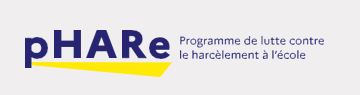 pHARe
Programme de lutte contre
le harcèlement à l'école